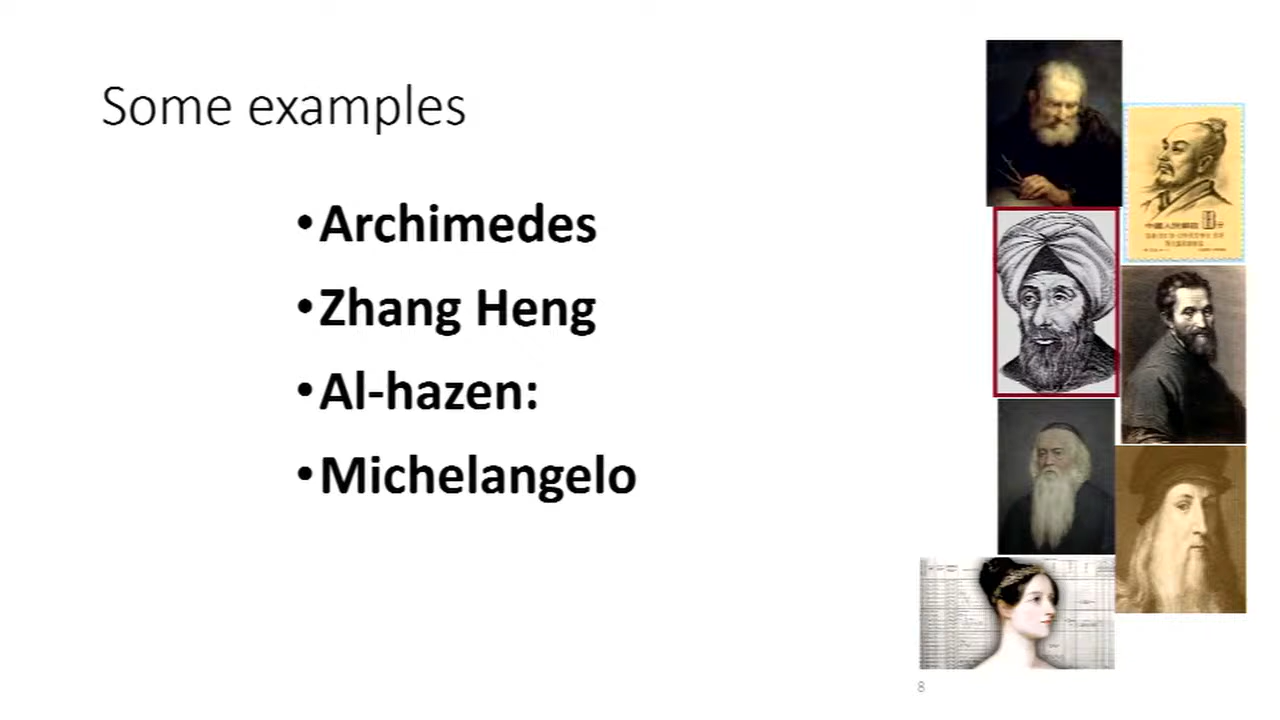 Some examples
•Archimedes
•Zhang Heng
•Al-hazen:
•Michelangelo
8